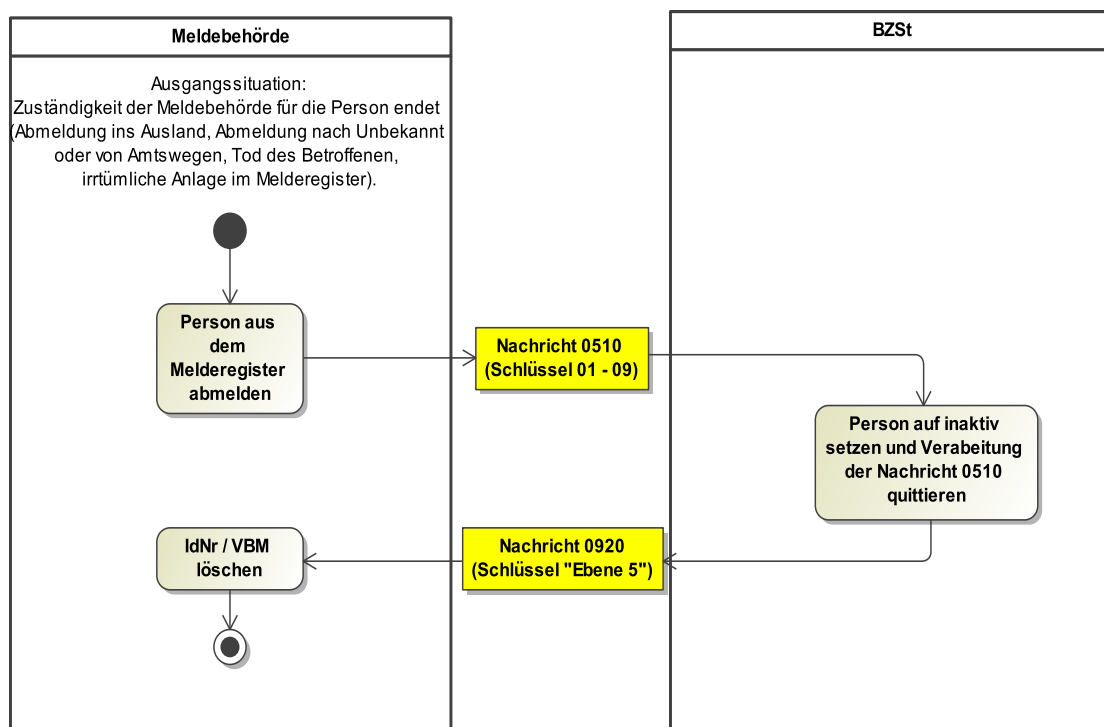 Meldebehörde
BZSt
Ausgangssituation:
Zuständigkeit der Meldebehörde für die Person endet
(Abmeldung ins Ausland, Abmeldung nach Unbekannt
oder von Amtswegen, Tod des Betroffenen,
irrtümliche Anlage im Melderegister).
Person aus
dem
Melderegister
abmelden
Nachricht 0510
(Schlüssel 01 - 09)
Person auf inaktiv
setzen und Verabeitung
der Nachricht 0510
quittieren
Nachricht 0920
(Schlüssel "Ebene 5")
IdNr / VBM
löschen